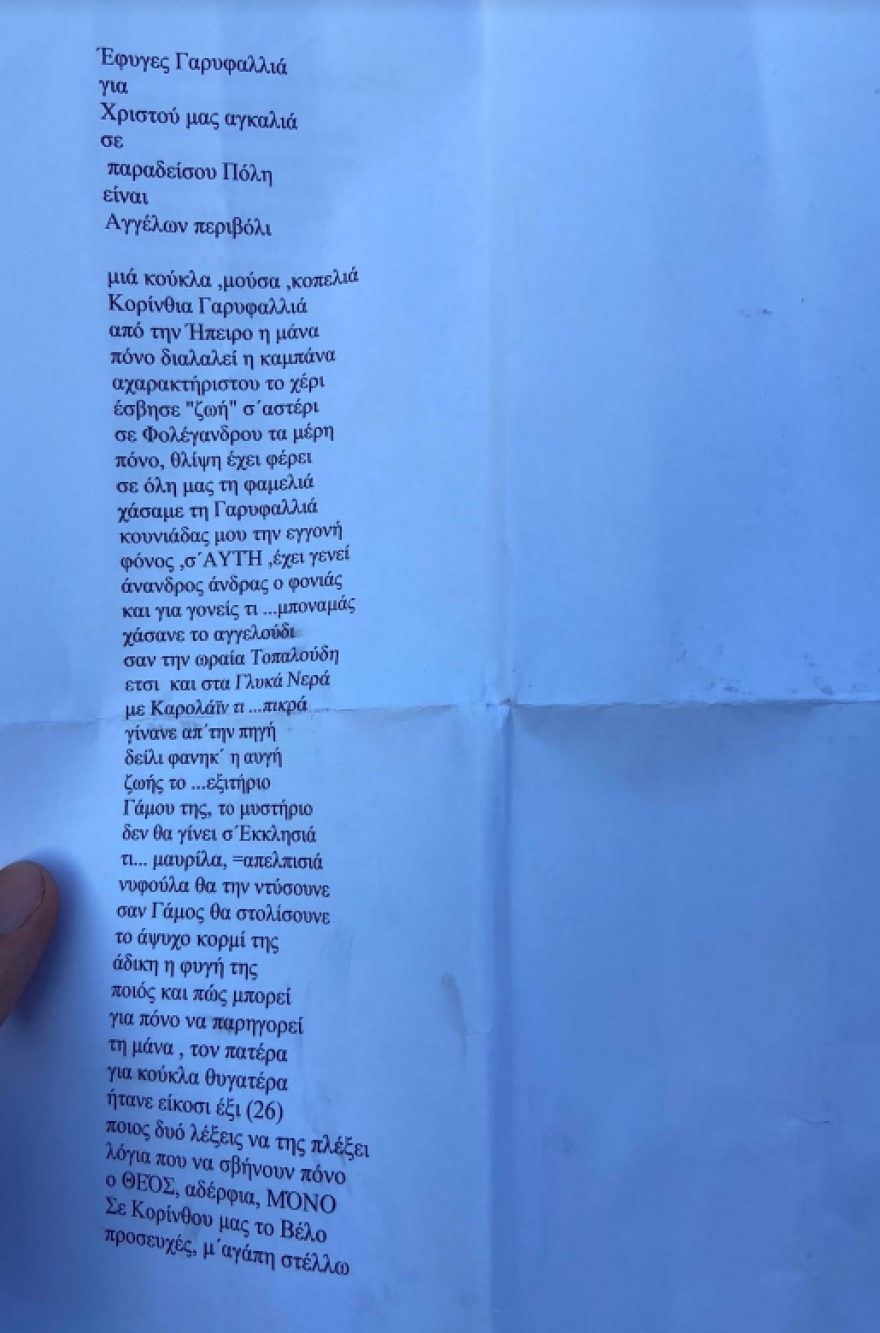 Έφυγες Γαρυφαλλιά
για
Χριστού μας αγκαλιά
σε
παραδείσου Πόλη
είναι
Αγγέλων περιβόλι
μιά κούκλα ,μούσα ,κοπελιά
Κορίνθια Γαρυφαλλιά
από την Ήπειρο η μάνα
πόνο διαλαλεί η καμπάνα
αχαρακτήριστου το χέρι
έσβησε "ζωή" σ΄αστέρι
σε Φολέγανδρου τα μέρη
πόνο, θλίψη έχει φέρει
σε όλη μας τη φαμελιά
χάσαμε τη Γαρυφαλλιά
κουνιάδας μου την εγγονή
φόνος ,σ΄ΑΥΤΗ ,έχει γενεί
άνανδρος άνδρας ο φονιάς
και για γονείς τι ...μποναμάς
χάσανε το αγγελούδι
σαν την ωραία Τοπαλούδη
ετσι και στα Γλυκά Νερά
με Καρολάϊν τι ...πικρά
γίνανε απ΄την πηγή
δείλι φανηκ΄ η αυγή
ζωής το ...εξιτήριο
Γάμου της, το μυστήριο
δεν θα γίνει σ΄Εκκλησιά
τι... μαυρίλα, =απελπισιά
νυφούλα θα την ντύσουνε
σαν Γάμος θα στολίσουνε
το άψυχο κορμί της
άδικη η φυγή της
ποιός και πώς μπορεί
για πόνο να παρηγορεί
τη μάνα , τον πατέρα
για κούκλα θυγατέρα
ήτανε είκοσι έξι (26)
ποιος δυό λέξεις να της πλέξει
λόγια που να σβήνουν πόνο
ο ΘΕΌΣ, αδέρφια, ΜΌΝΟ
Σε Κορίνθου μας το Βέλο
προσευχές, μ΄αγάπη στέλλω